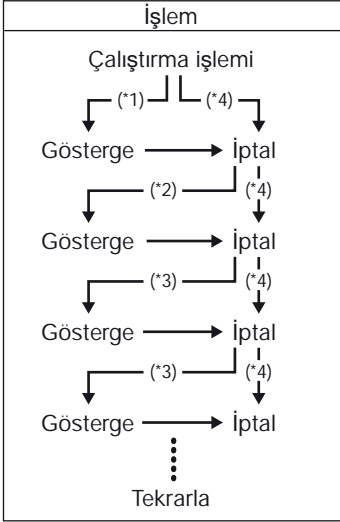 İşlem
Çalıştırma işlemi
(*1) (*4)
Gösterge İptal
(*2) (*4)
Gösterge İptal
(*3) (*4)
Gösterge İptal
(*3) (*4)
Gösterge İptal
Tekrarla